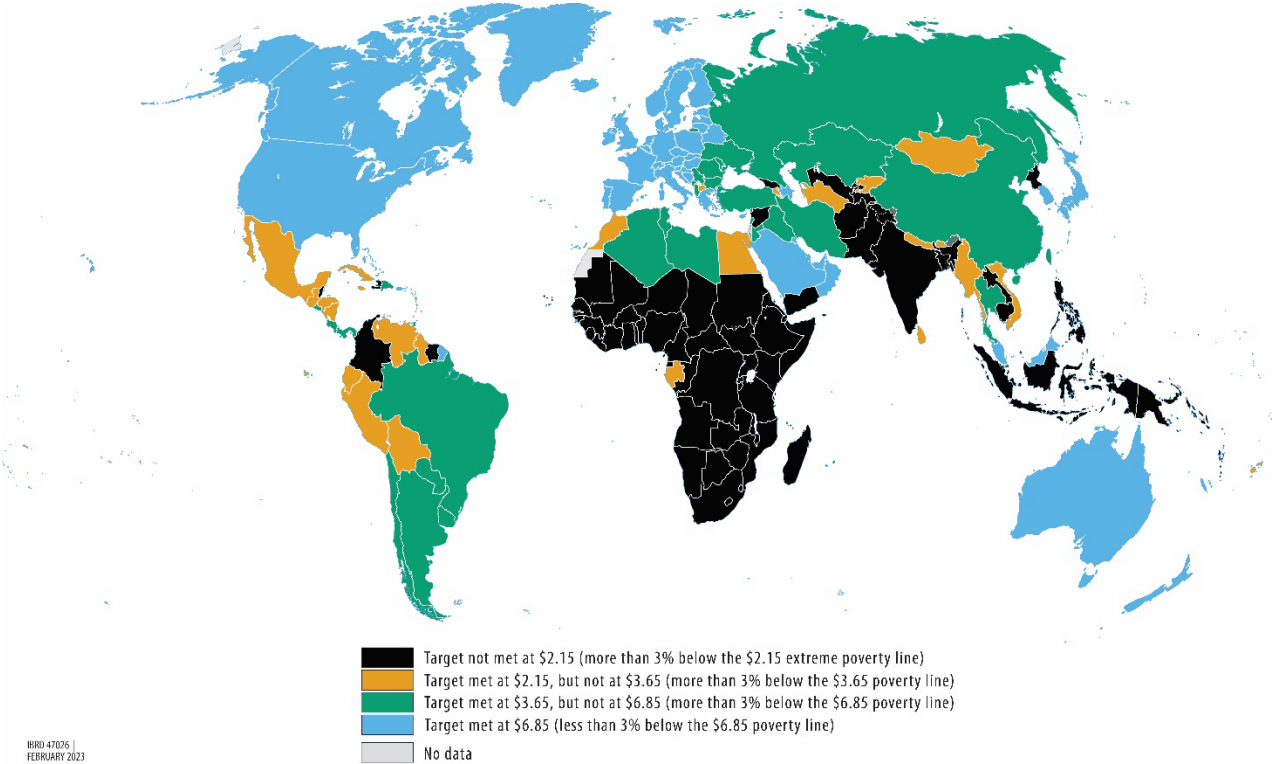 Target not met at $2.15 (more than 3% below the $2.15 extreme poverty line)
Target met at $2.15, but not at $3.65 (more than 3% below the $3.65 poverty line)
Target met at $3.65, but not at $6.85 (more than 3% below the $6.85 poverty line)
Target met at $6.85 (less than 3% below the $6.85 poverty line)
No data
IBRD 47026 |
FEBRUARY 2023